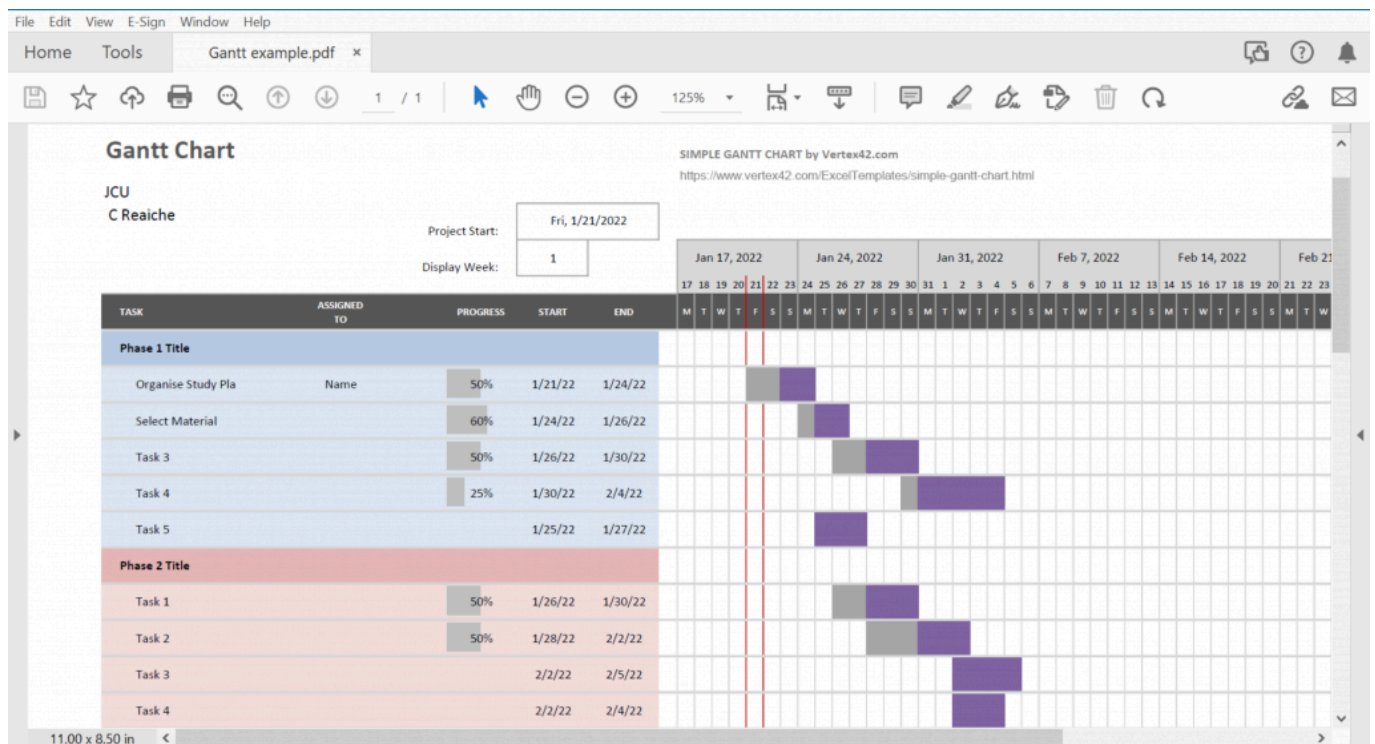 File Edit View E-Sign Window Help
Home Tools Gantt example.pdf ×
1 / 1 125%
Gantt Chart
SIMPLE GANTT CHART by Vertex42.com
https://www.vertex42.com/ExcelTemplates/simple-gantt-chart.html
JCU
C Reaiche
Project Start: Fri, 1/21/2022
Display Week: 1
Jan 17, 2022 Jan 24, 2022 Jan 31, 2022 Feb 7, 2022 Feb 14, 2022 Feb 21
17 18 19 20 21 22 23 24 25 26 27 28 29 30 31 1 2 3 4 5 6 7 8 9 10 11 12 13 14 15 16 17 18 19 20 21 22 23
TASK ASSIGNED TO PROGRESS START END M T W T F S S M T W T F S S M T W T F S S M T W T F S S M T W T F S S M T W
Phase 1 Title
Organise Study Pla Name 50% 1/21/22 1/24/22
Select Material 60% 1/24/22 1/26/22
Task 3 50% 1/26/22 1/30/22
Task 4 25% 1/30/22 2/4/22
Task 5 1/25/22 1/27/22
Phase 2 Title
Task 1 50% 1/26/22 1/30/22
Task 2 50% 1/28/22 2/2/22
Task 3 2/2/22 2/5/22
Task 4 2/2/22 2/4/22
11.00 x 8.50 in